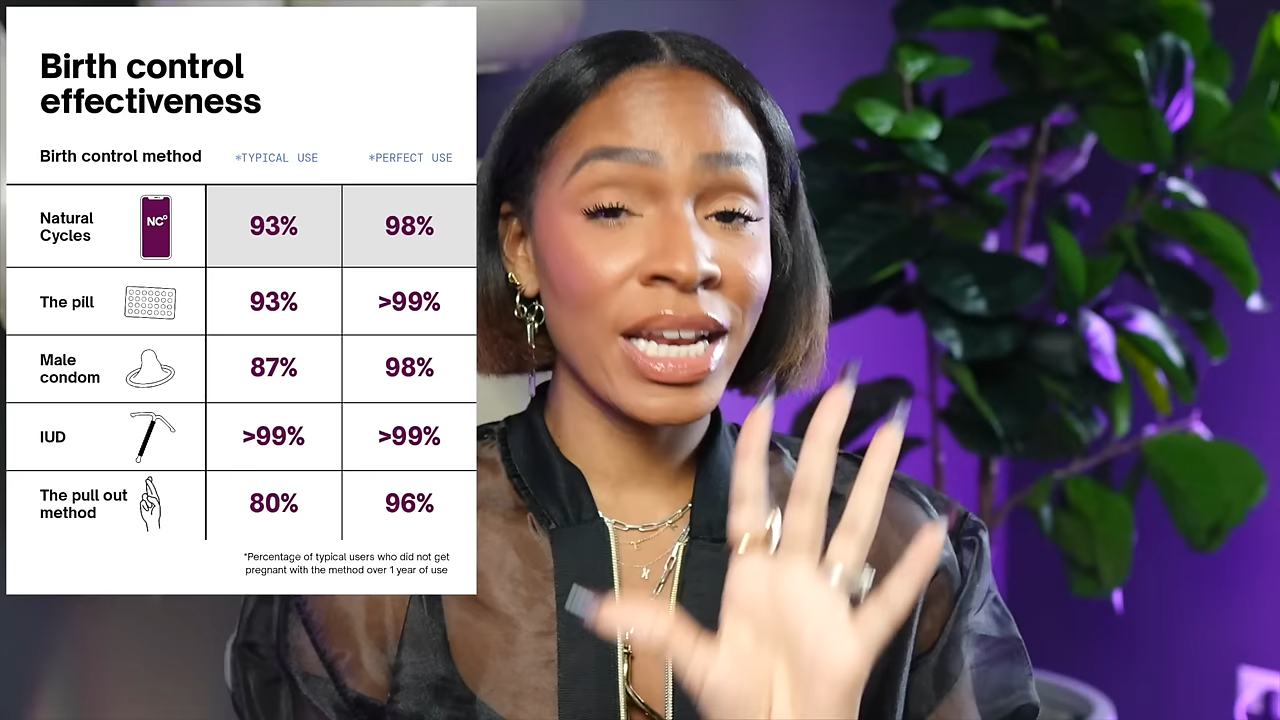 Birth control
effectiveness
Birth control method *TYPICAL USE *PERFECT USE
Natural
Cycles
NC°
93% 98%
The pill 93% >99%
Male
condom
87% 98%
IUD >99% >99%
The pull out
method
80% 96%
*Percentage of typical users who did not get
pregnant with the method over 1 year of use
N